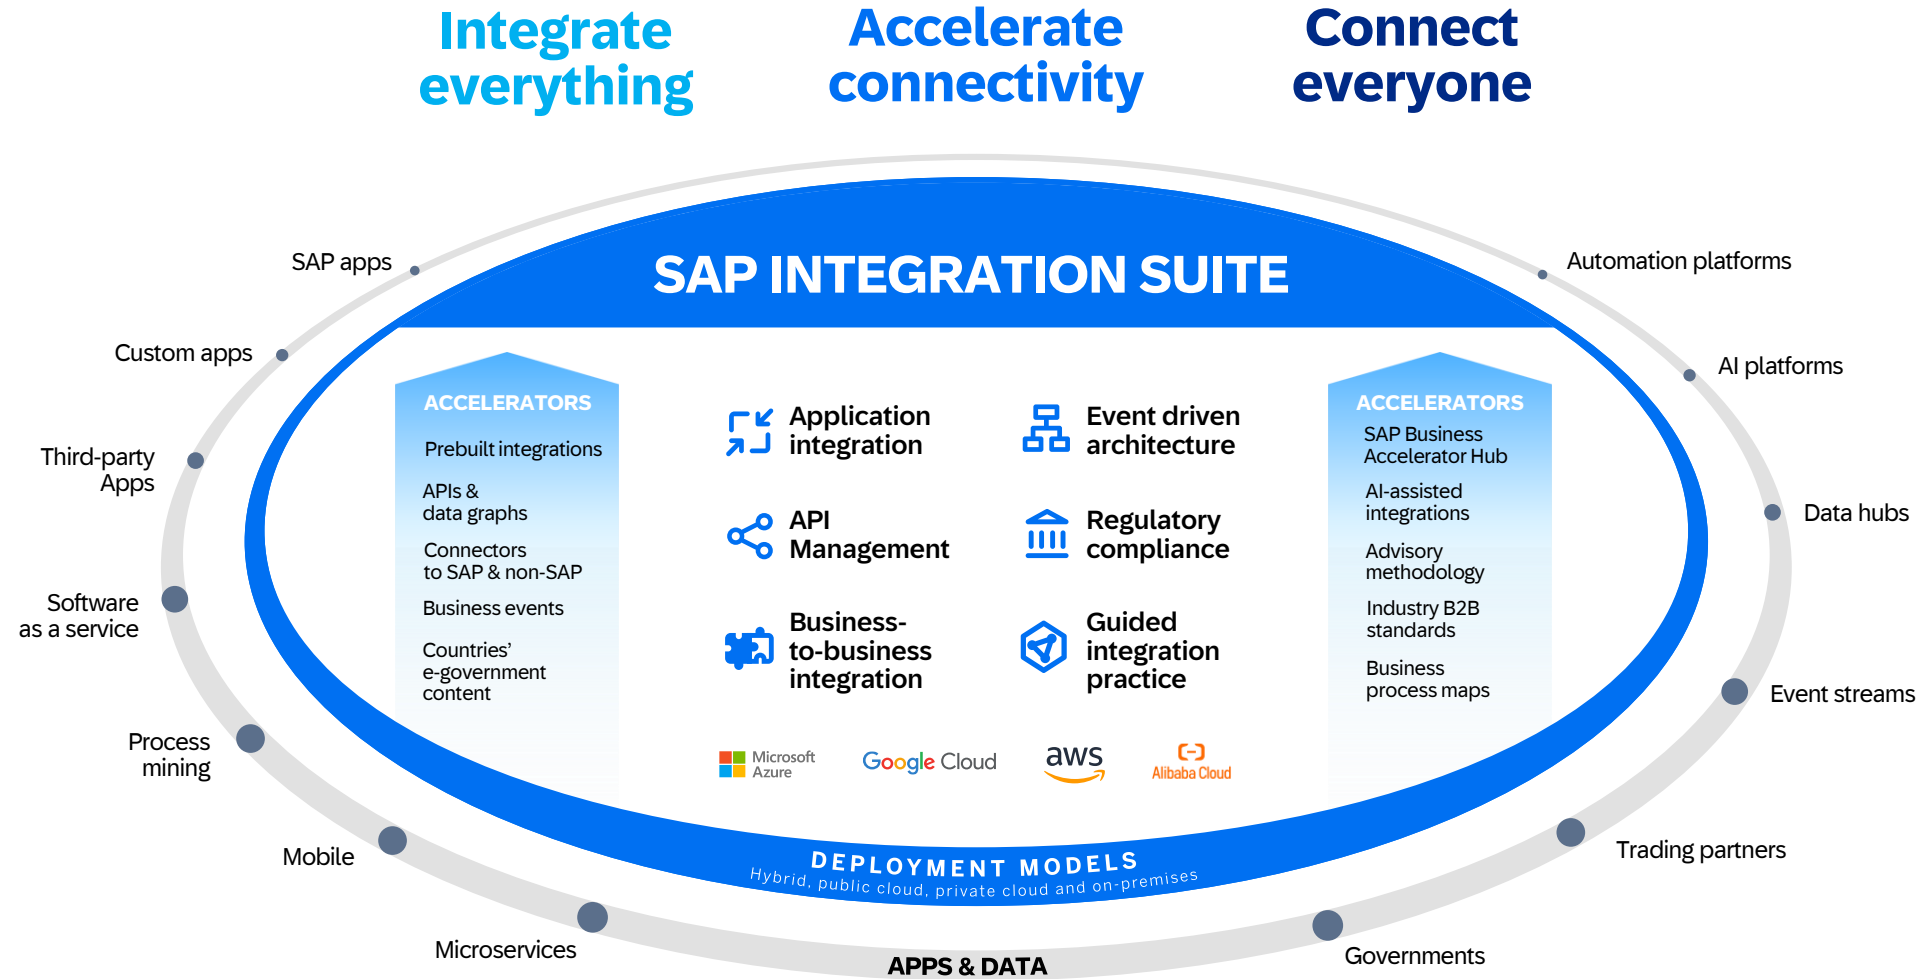 Integrate
everything
Accelerate
connectivity
Connect
everyone
SAP INTEGRATION SUITE
SAP apps
Custom apps
Third-party
Apps
Software
as a service
Process
mining
Mobile
Microservices
ACCELERATORS
Prebuilt integrations
APIs &
data graphs
Connectors
to SAP & non-SAP
Business events
Countries’
e-government
content
Application
integration
API
Management
Business-
to-business
integration
Event driven
architecture
Regulatory
compliance
Guided
integration
practice
Microsoft
Azure
Google Cloud
aws
Alibaba Cloud
ACCELERATORS
SAP Business
Accelerator Hub
AI-assisted
integrations
Advisory
methodology
Industry B2B
standards
Business
process maps
Automation platforms
AI platforms
Data hubs
Event streams
Trading partners
Governments
DEPLOYMENT MODELS
Hybrid, public cloud, private cloud and on-premises
APPS & DATA